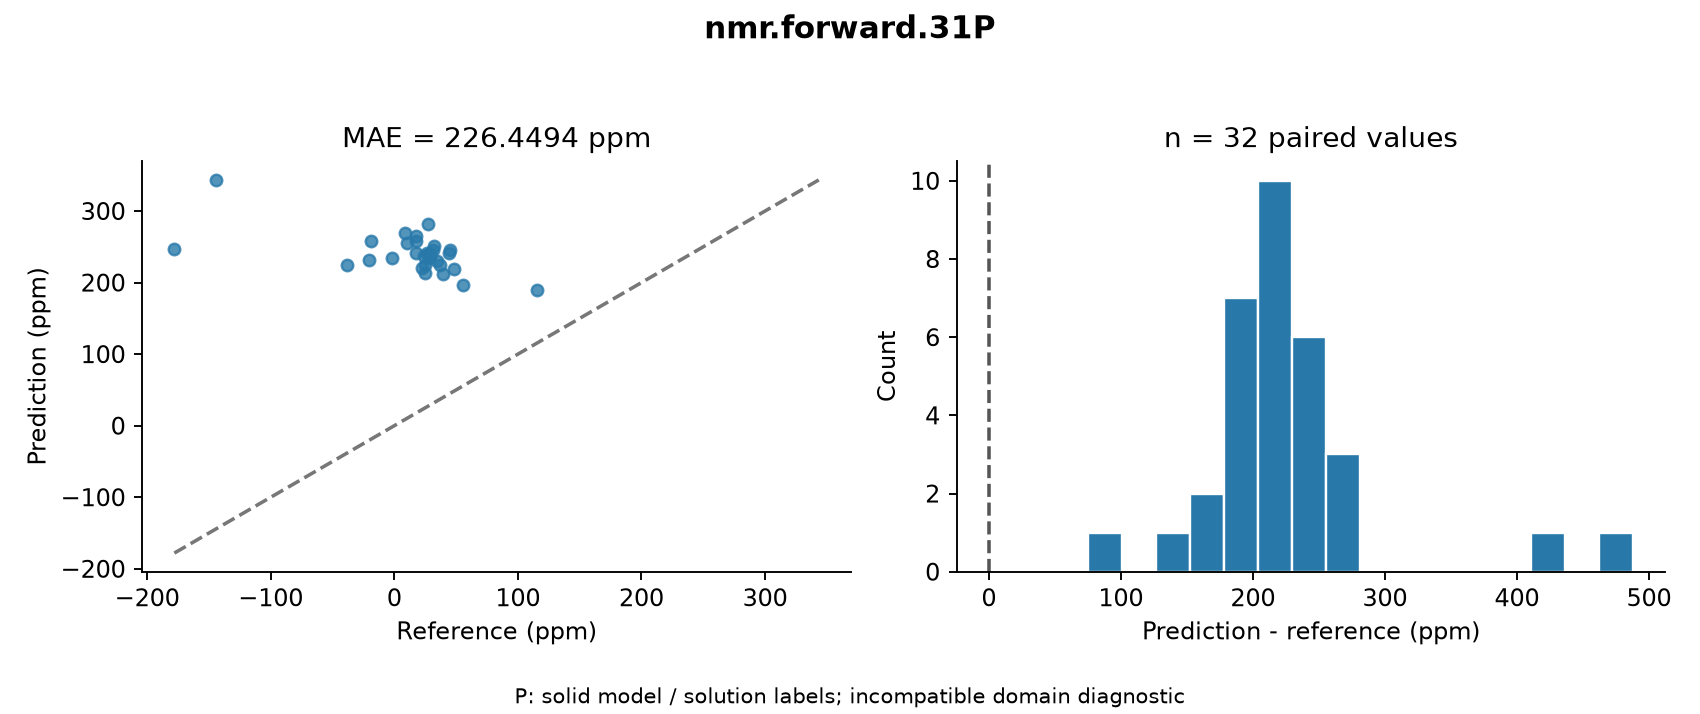 nmr.forward.31P
MAE = 226.4494 ppm
300
200
100
0
−100
−200
Prediction (ppm)
−200 −100 0 100 200 300
Reference (ppm)
n = 32 paired values
10
8
6
4
2
0
Count
0 100 200 300 400 500
Prediction - reference (ppm)
P: solid model / solution labels; incompatible domain diagnostic